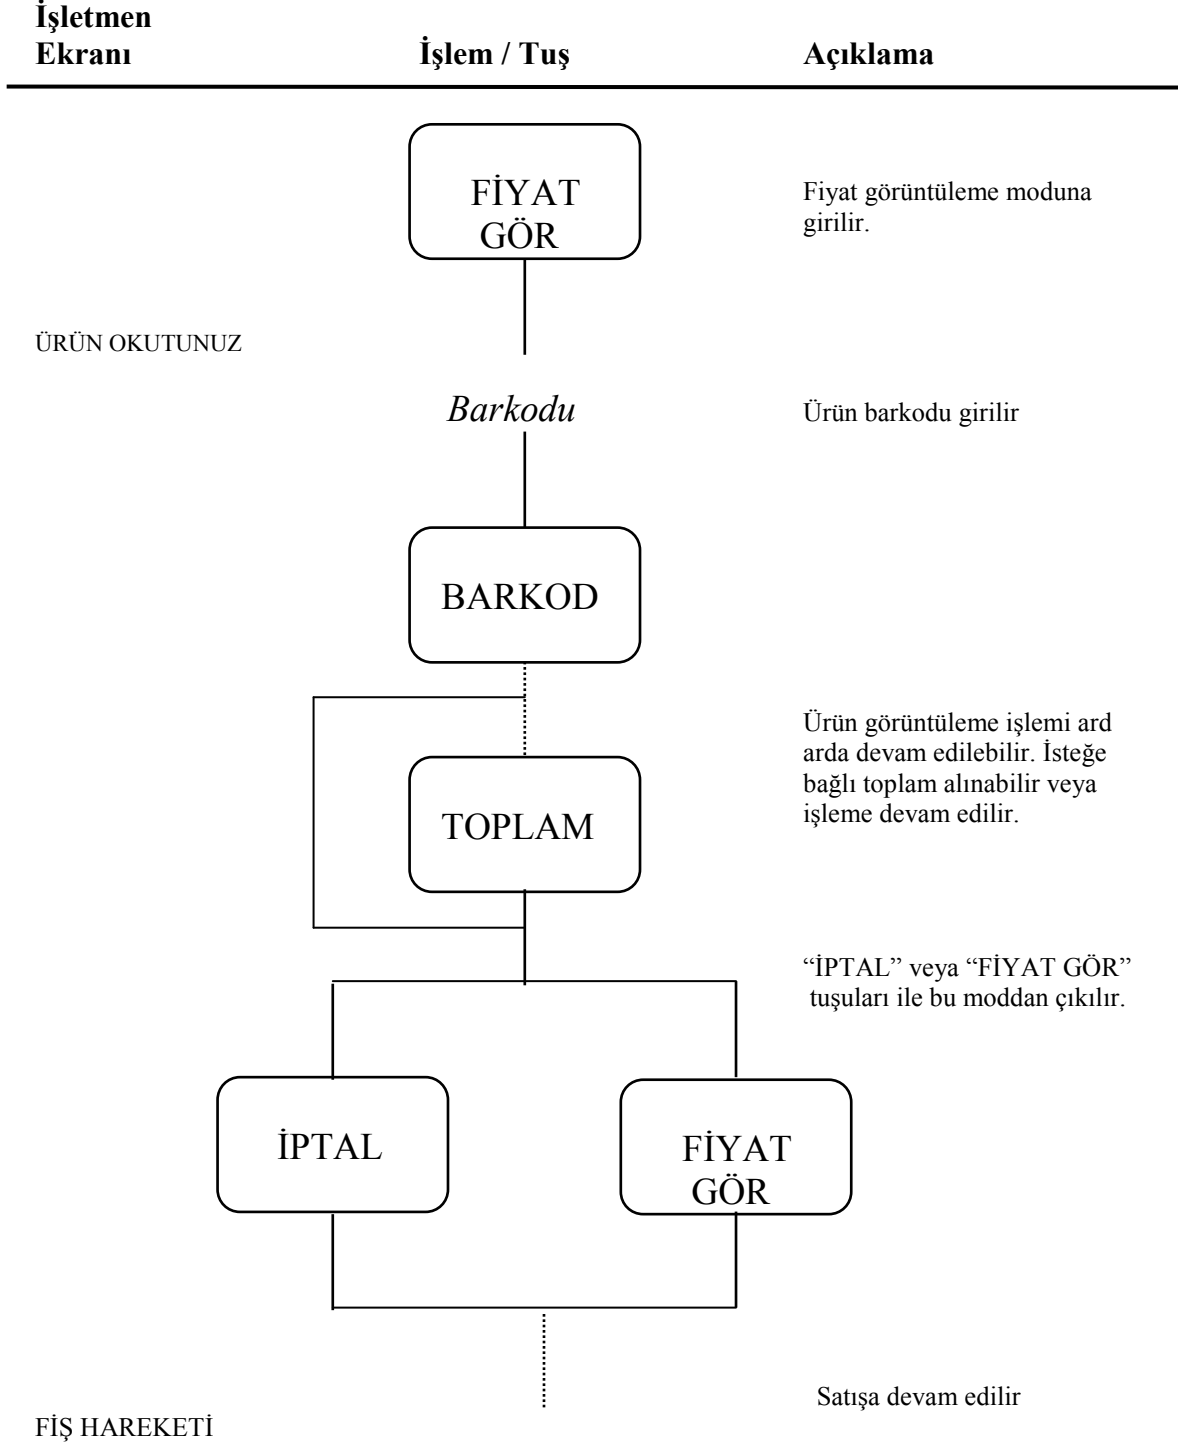 İşletmen
Ekranı İşlem / Tuş Açıklama
FİYAT
GÖR
Fiyat görüntüleme moduna
girilir.
ÜRÜN OKUTUNUZ
Barkodu
Ürün barkodu girilir
BARKOD
Ürün görüntüleme işlemi ard
arda devam edilebilir. İsteğe
bağlı toplam alınabilir veya
işleme devam edilir.
TOPLAM
“İPTAL” veya “FİYAT GÖR”
tuşuları ile bu moddan çıkılır.
İPTAL
FİYAT
GÖR
Satışa devam edilir
FİŞ HAREKETİ